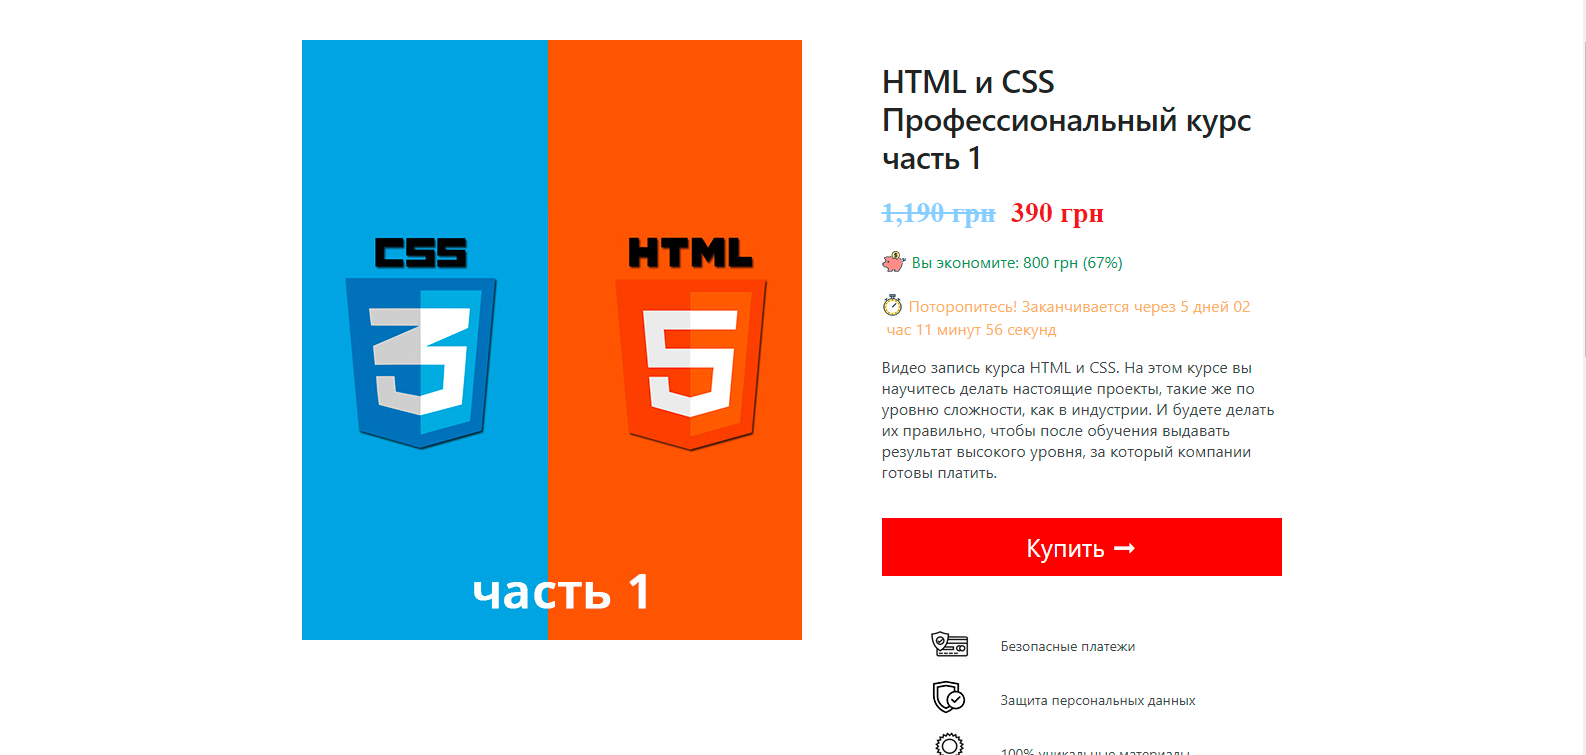 CSS
HTML
часть 1
HTML и CSS
Профессиональный курс
часть 1
1,190 грн 390 грн
Вы экономите: 800 грн (67%)
Поторопитесь! Заканчивается через 5 дней 02
час 11 минут 56 секунд
Видео запись курса HTML и CSS. На этом курсе вы
научитесь делать настоящие проекты, такие же по
уровню сложности, как в индустрии. И будете делать
их правильно, чтобы после обучения выдавать
результат высокого уровня, за который компании
готовы платить.
Купить →
Безопасные платежи
Защита персональных данных
100% уникальные материалы